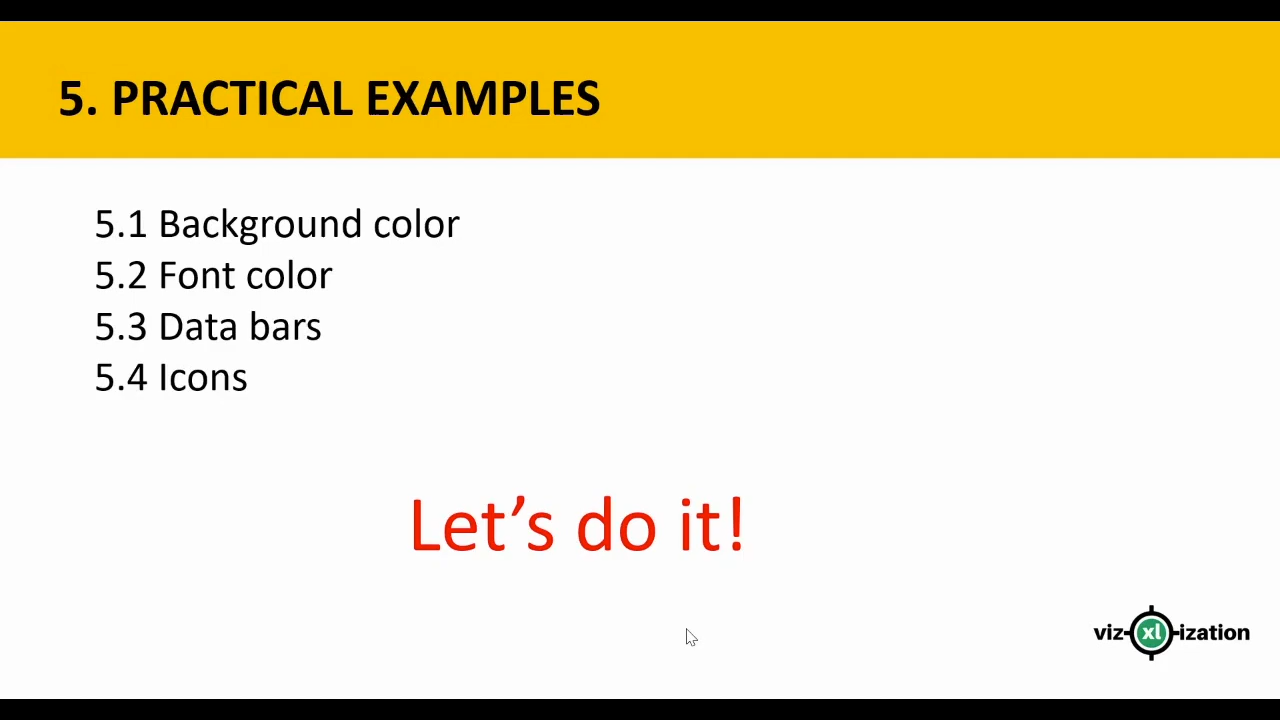 5. PRACTICAL EXAMPLES
5.1 Background color
5.2 Font color
5.3 Data bars
5.4 Icons
Let’s do it!
viz-xl-ization